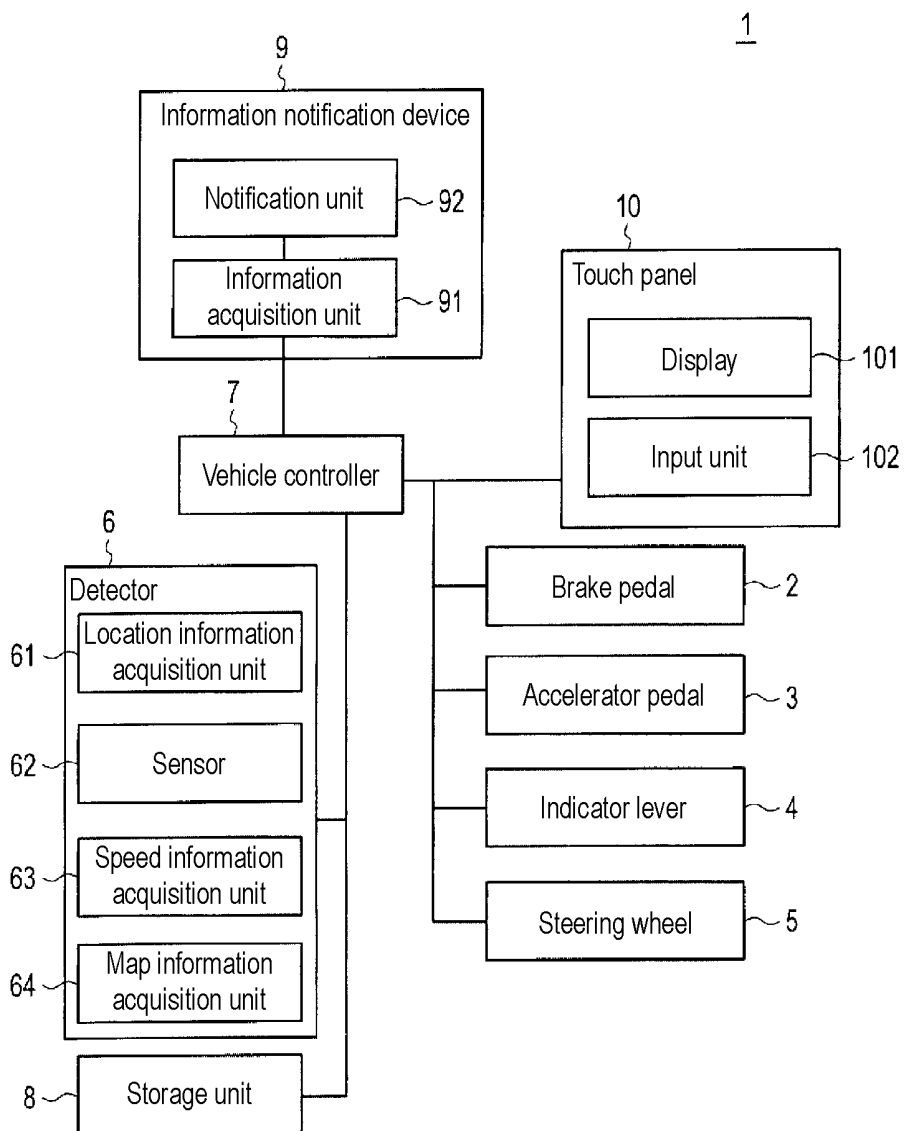 1
9
Information notification device
Notification unit
92
Information
acquisition unit
91
10
Touch panel
Display
101
Input unit
102
7
Vehicle controller
6
Detector
Location information
acquisition unit
61
Sensor
62
Speed information
acquisition unit
63
Map information
acquisition unit
64
Storage unit
8
Brake pedal
2
Accelerator pedal
3
Indicator lever
4
Steering wheel
5